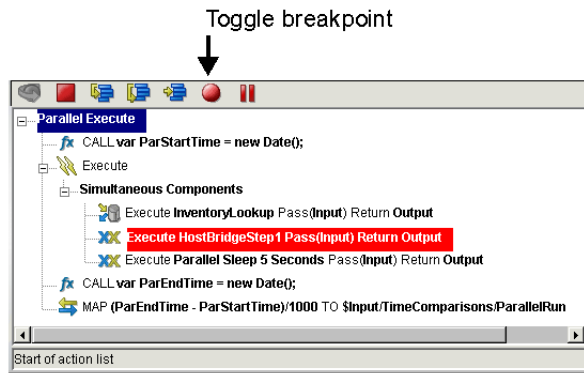 Toggle breakpoint
Parallel Execute
fx CALL var ParStartTime = new Date();
Execute
Simultaneous Components
Execute InventoryLookup Pass(Input) Return Output
Execute HostBridgeStep1 Pass(Input) Return Output
Execute Parallel Sleep 5 Seconds Pass(Input) Return Output
fx CALL var ParEndTime = new Date();
MAP (ParEndTime - ParStartTime)/1000 TO $Input/TimeComparisons/ParallelRun
Start of action list